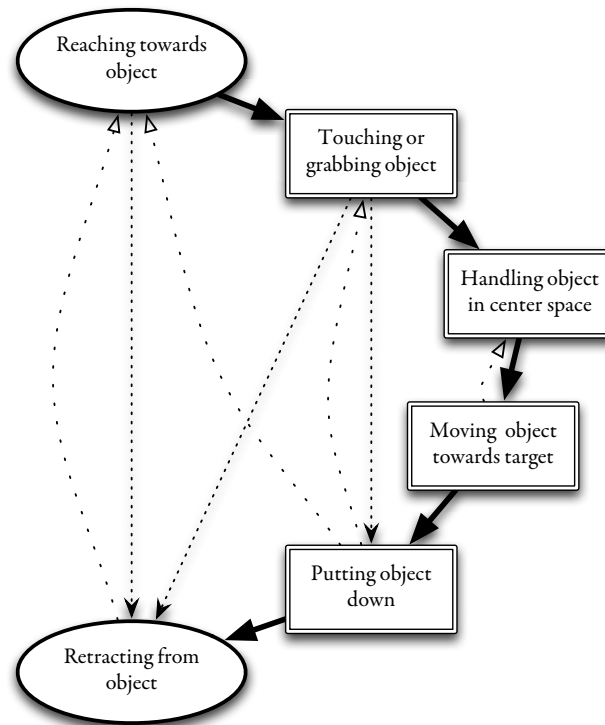 Reaching towards
object
Touching or
grabbing object
Handling object
in center space
Moving object
towards target
Putting object
down
Retracting from
object